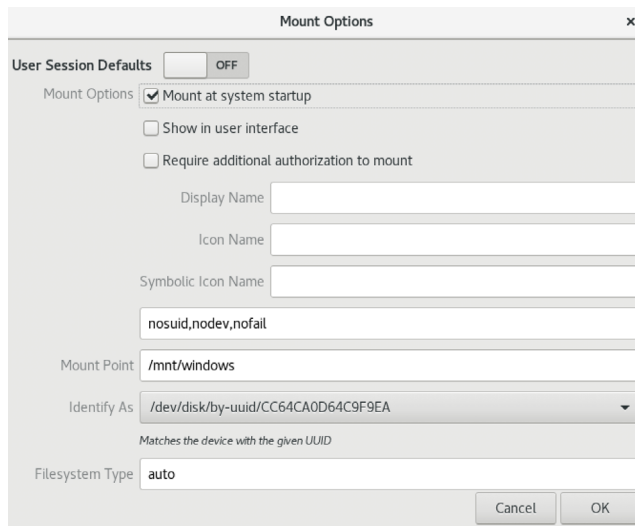 Mount Options
User Session Defaults OFF
Mount Options Mount at system startup
Show in user interface
Require additional authorization to mount
Display Name
Icon Name
Symbolic Icon Name
nosuid,nodev,nofail
Mount Point /mnt/windows
Identify As /dev/disk/by-uuid/CC64CA0D64C9F9EA
Matches the device with the given UUID
Filesystem Type auto
Cancel OK